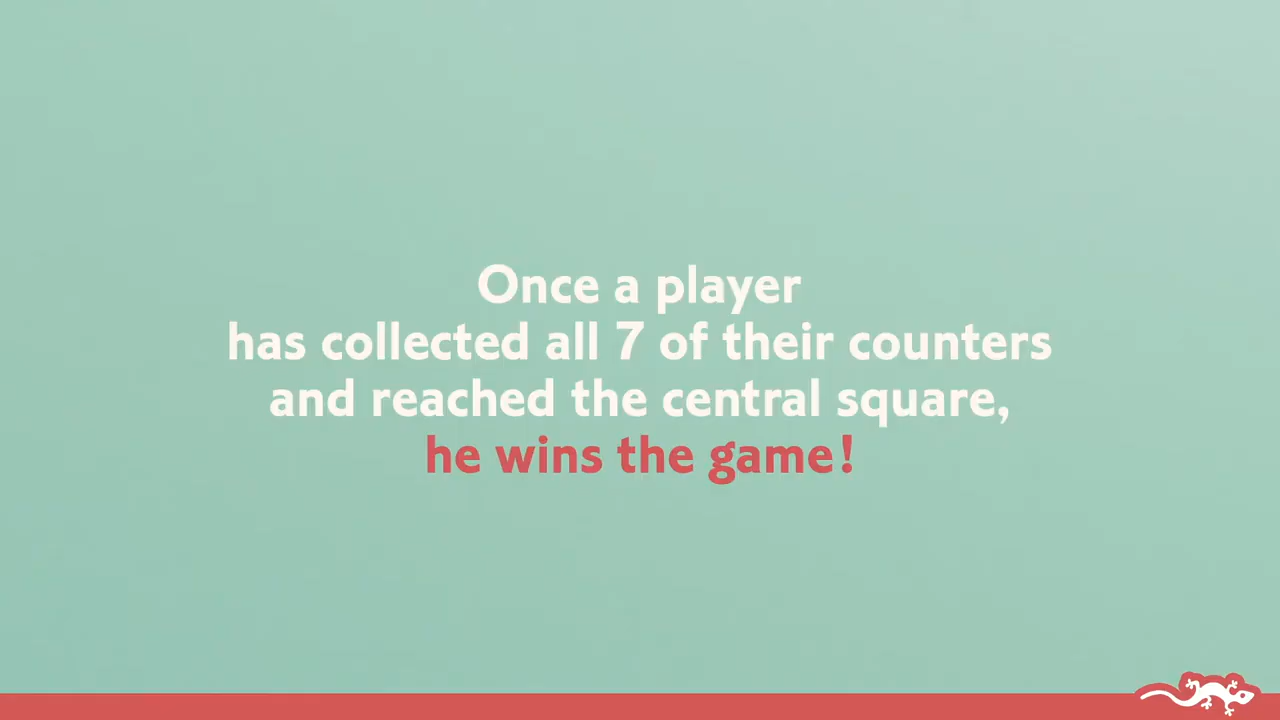 Once a player
has collected all 7 of their counters
and reached the central square,
he wins the game!